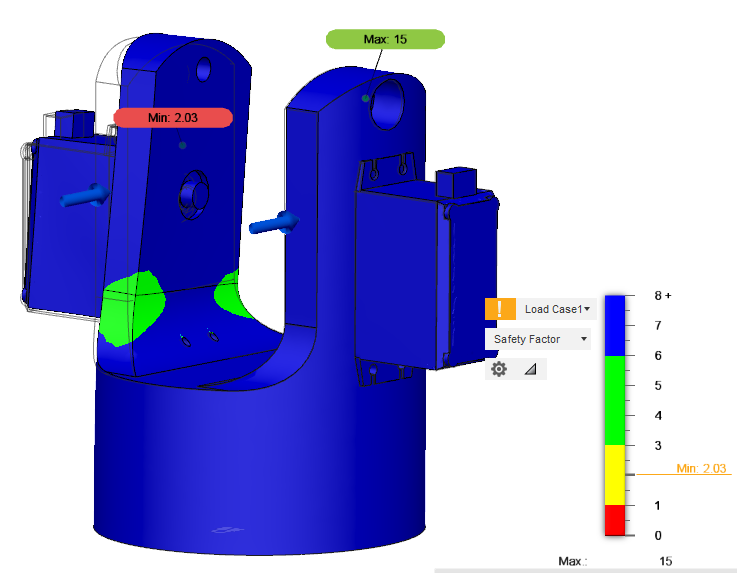 Max: 15
Min: 2.03
! Load Case1
Safety Factor
8 +
7
6
5
4
3
Min: 2.03
1
0
Max.: 15